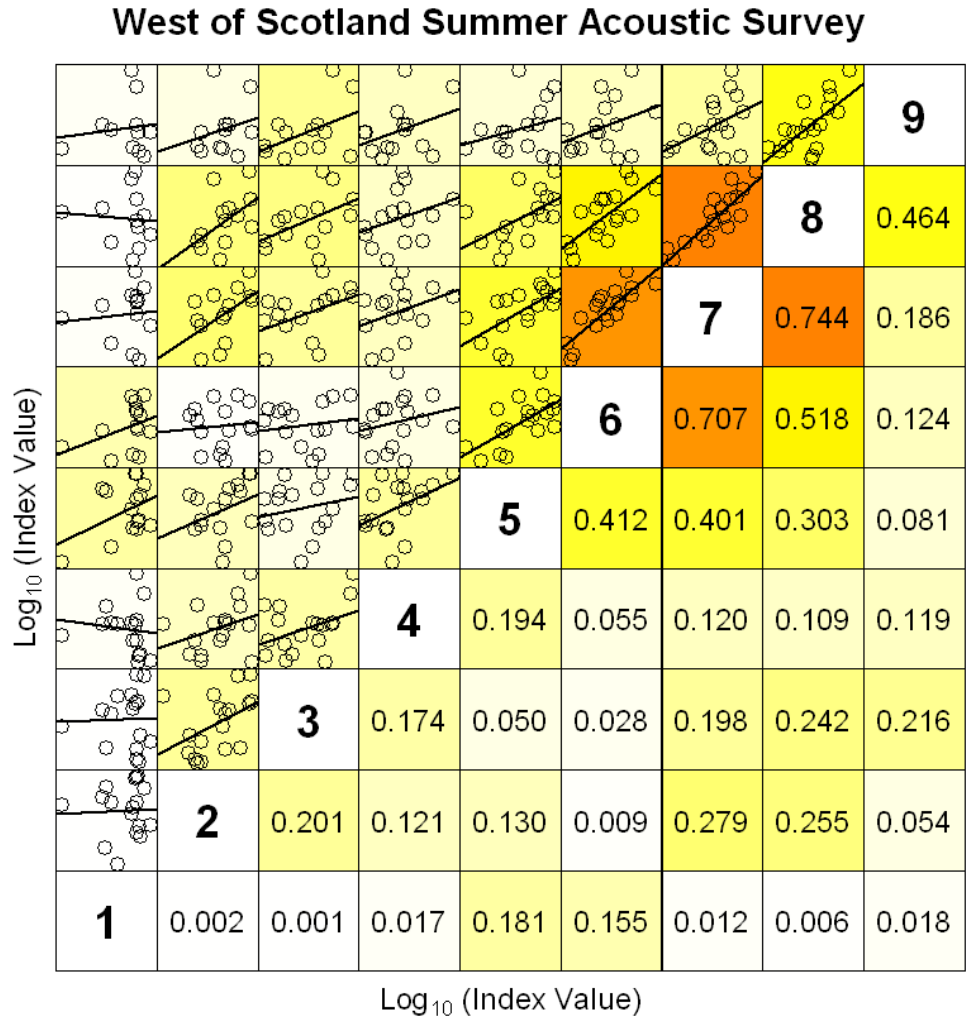 West of Scotland Summer Acoustic Survey
9
8 0.464
7 0.744 0.186
6 0.707 0.518 0.124
5 0.412 0.401 0.303 0.081
4 0.194 0.055 0.120 0.109 0.119
3 0.174 0.050 0.028 0.198 0.242 0.216
2 0.201 0.121 0.130 0.009 0.279 0.255 0.054
1 0.002 0.001 0.017 0.181 0.155 0.012 0.006 0.018
Log₁₀ (Index Value)
Log₁₀ (Index Value)